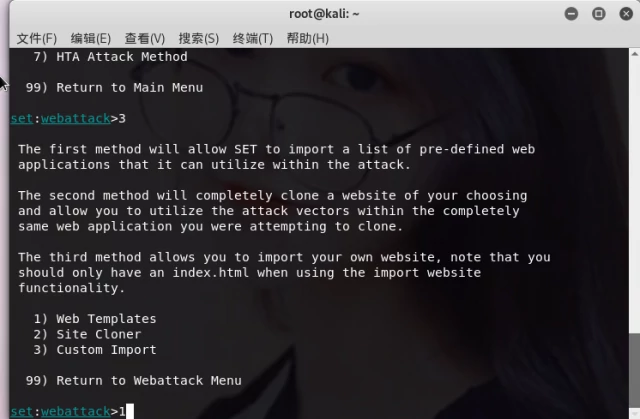 root@kali: ~
文件(F) 编辑(E) 查看(V) 搜索(S) 终端(T) 帮助(H)
7) HTA Attack Method
99) Return to Main Menu
set:webattack>3
The first method will allow SET to import a list of pre-defined web
applications that it can utilize within the attack.
The second method will completely clone a website of your choosing
and allow you to utilize the attack vectors within the completely
same web application you were attempting to clone.
The third method allows you to import your own website, note that you
should only have an index.html when using the import website
functionality.
1) Web Templates
2) Site Cloner
3) Custom Import
99) Return to Webattack Menu
set:webattack>1